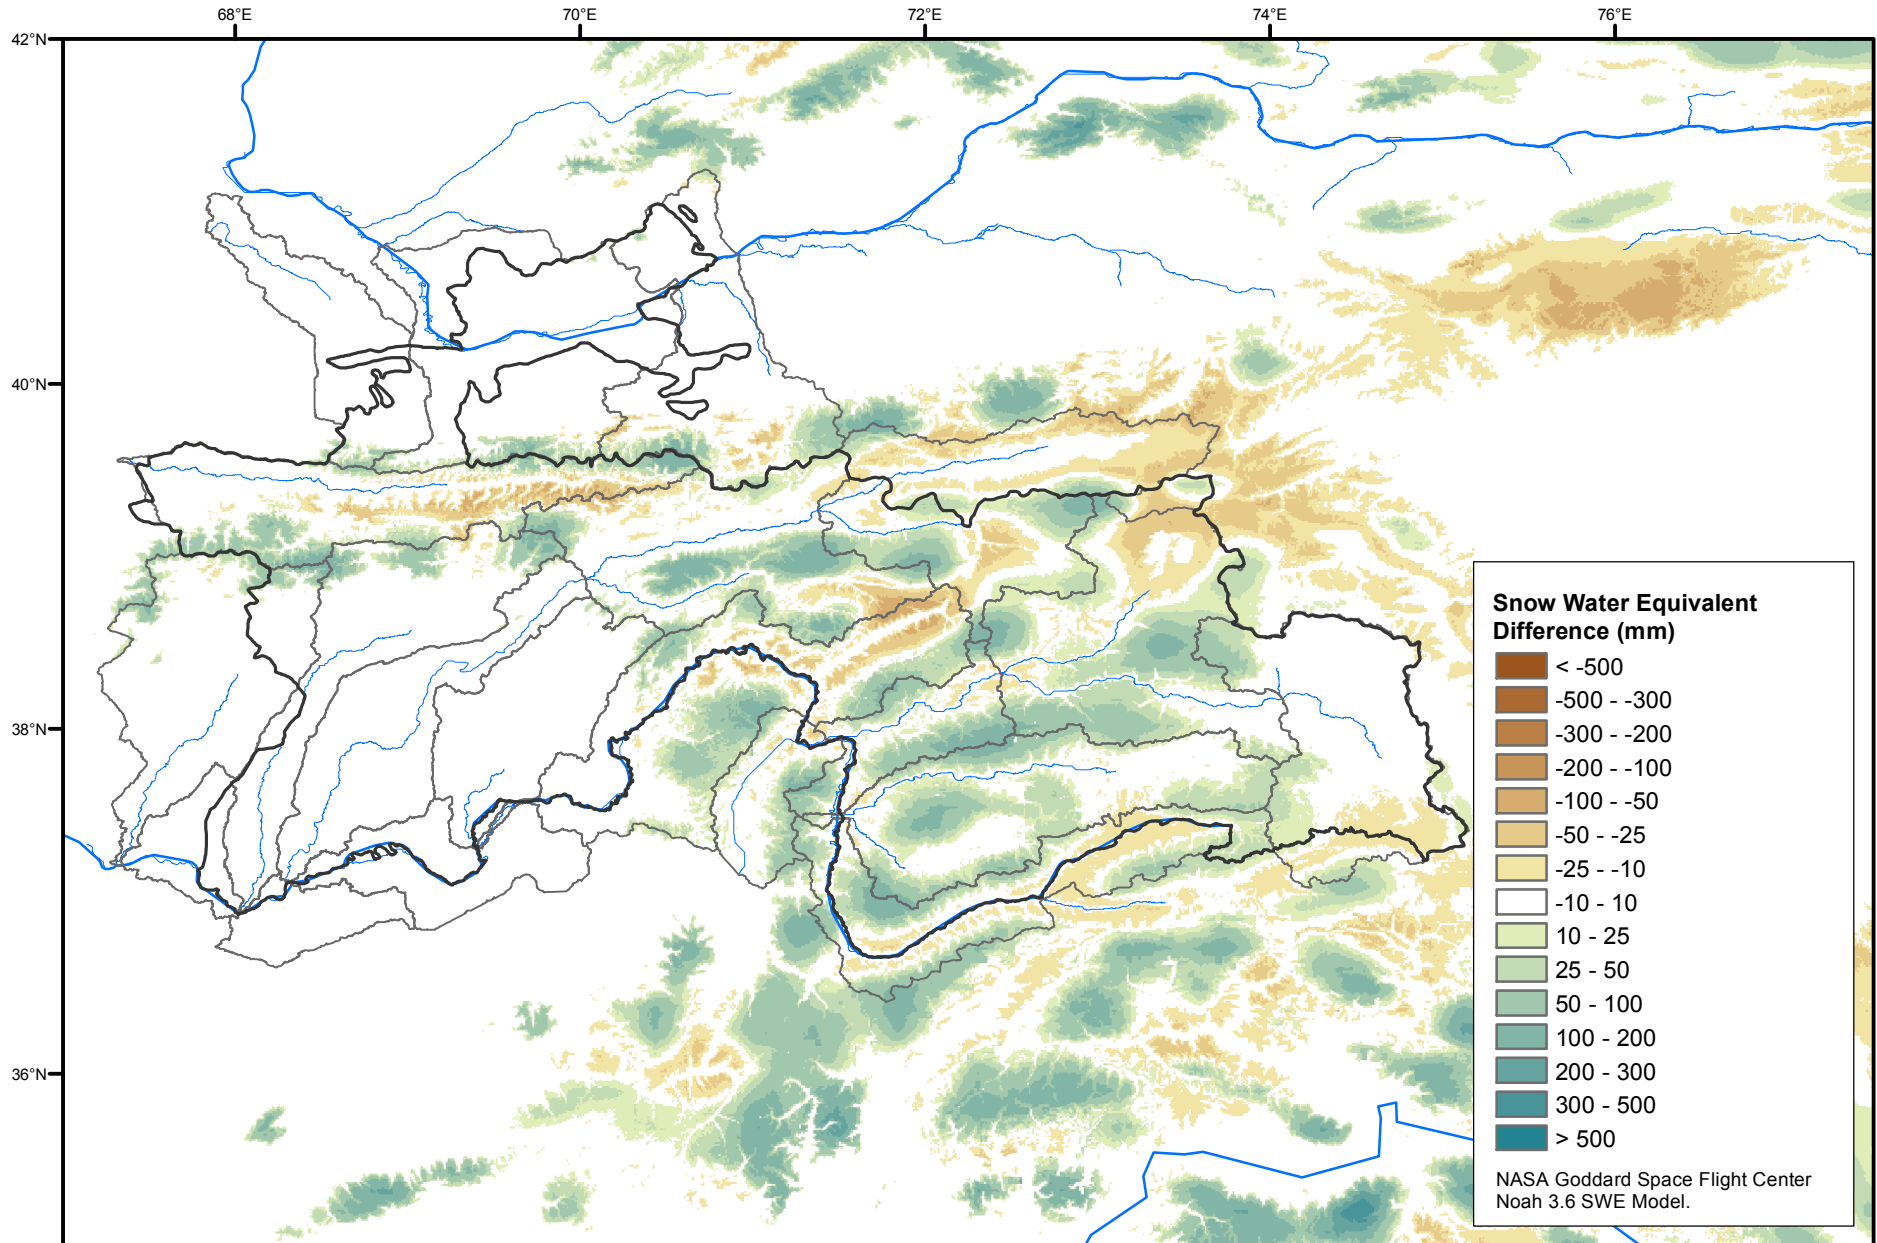 68°E 70°E 72°E 74°E 76°E
42°N
40°N
38°N
36°N
Snow Water Equivalent
Difference (mm)
< -500
-500 - -300
-300 - -200
-200 - -100
-100 - -50
-50 - -25
-25 - -10
-10 - 10
10 - 25
25 - 50
50 - 100
100 - 200
200 - 300
300 - 500
> 500
NASA Goddard Space Flight Center
Noah 3.6 SWE Model.